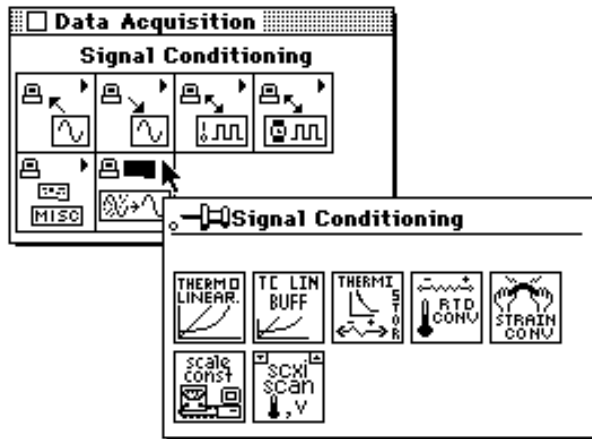 Data Acquisition
Signal Conditioning
MISC
Signal Conditioning
THERMO
LINEAR.
TC LIN
BUFF
THERMI
STOR
RTD
CONV
STRAIN
CONV
scale
const
scxi
scan
,V